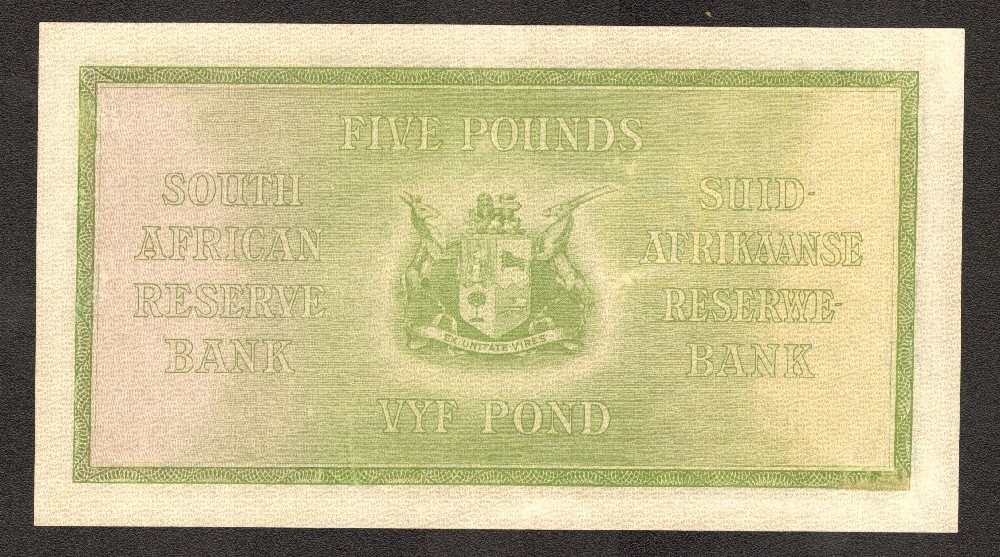 FIVE POUNDS
SOUTH
AFRICAN
RESERVE
BANK
EX UNITATE VIRES
SUID-
AFRIKAANSE
RESERWE-
BANK
VYF POND